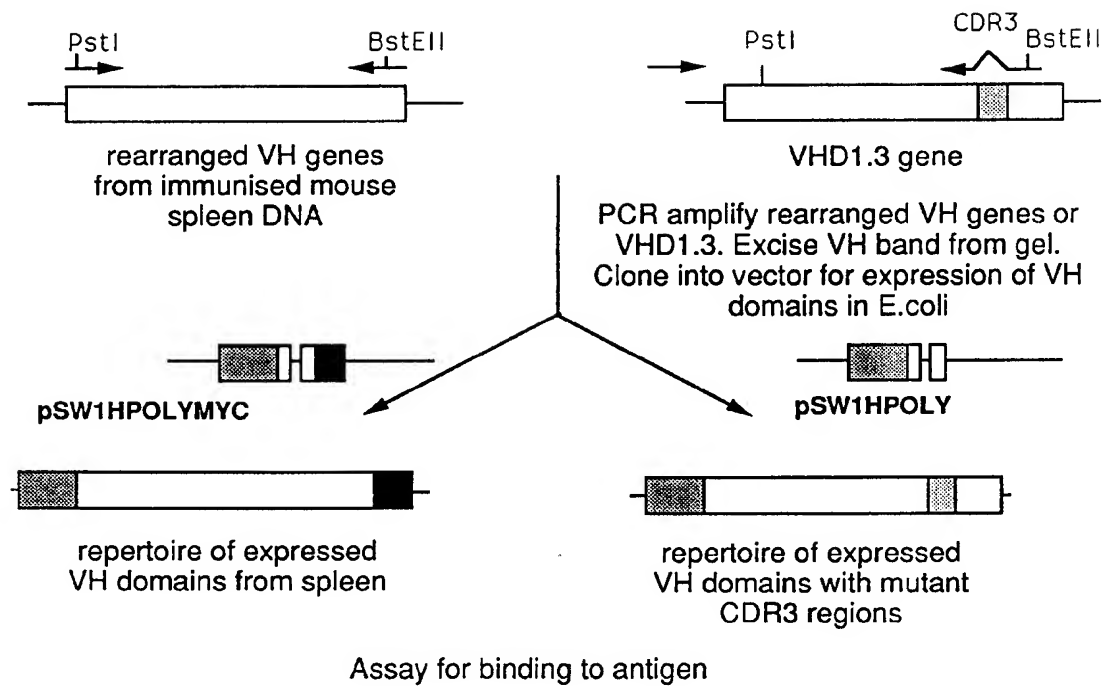 PstI
BstEII
rearranged VH genes
from immunised mouse
spleen DNA
CDR3
PstI
BstEII
VHD1.3 gene
PCR amplify rearranged VH genes or
VHD1.3. Excise VH band from gel.
Clone into vector for expression of VH
domains in E.coli
pSW1HPOLYMYC
pSW1HPOLY
repertoire of expressed
VH domains from spleen
repertoire of expressed
VH domains with mutant
CDR3 regions
Assay for binding to antigen